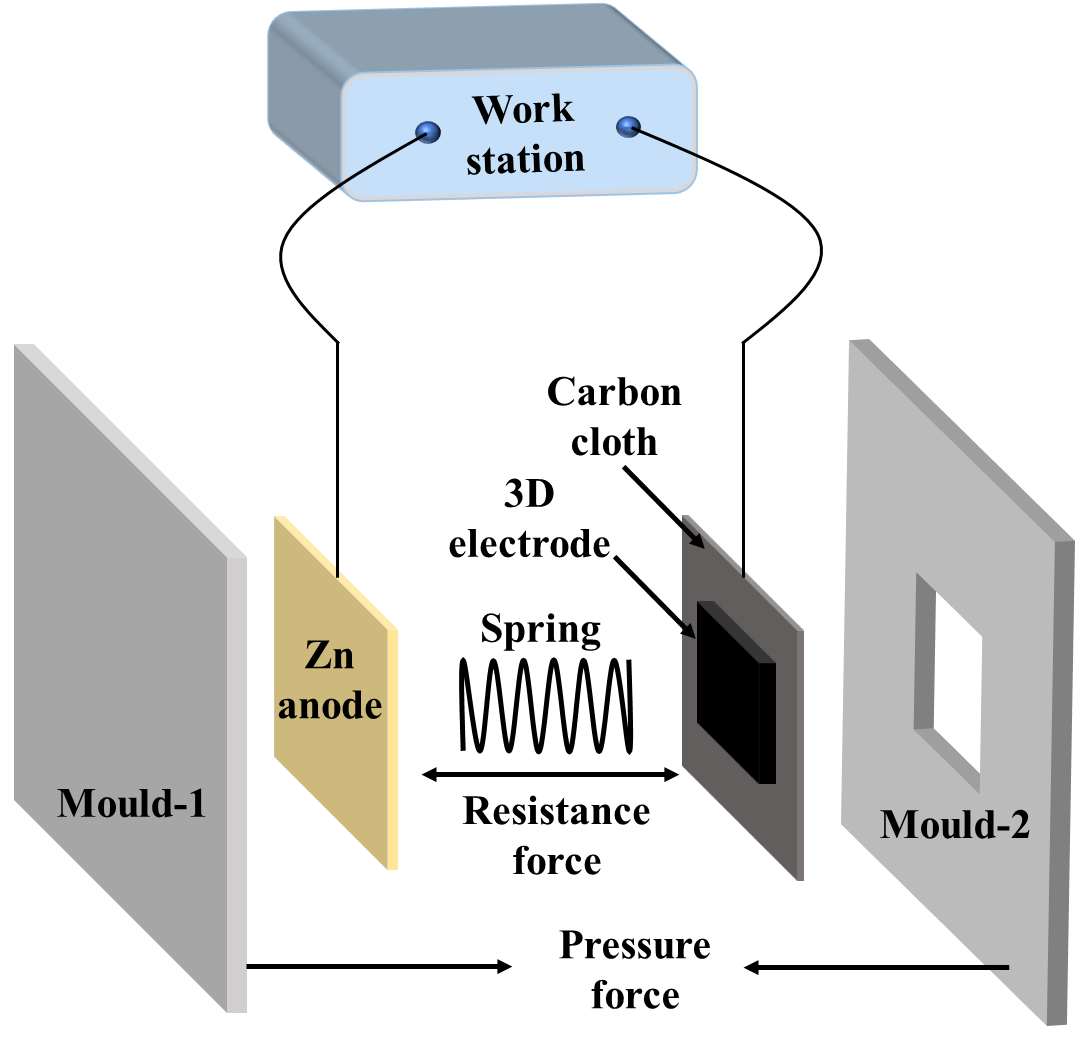 Work
station
Carbon
cloth
3D
electrode
Spring
Zn
anode
Resistance
force
Mould-1
Mould-2
Pressure
force